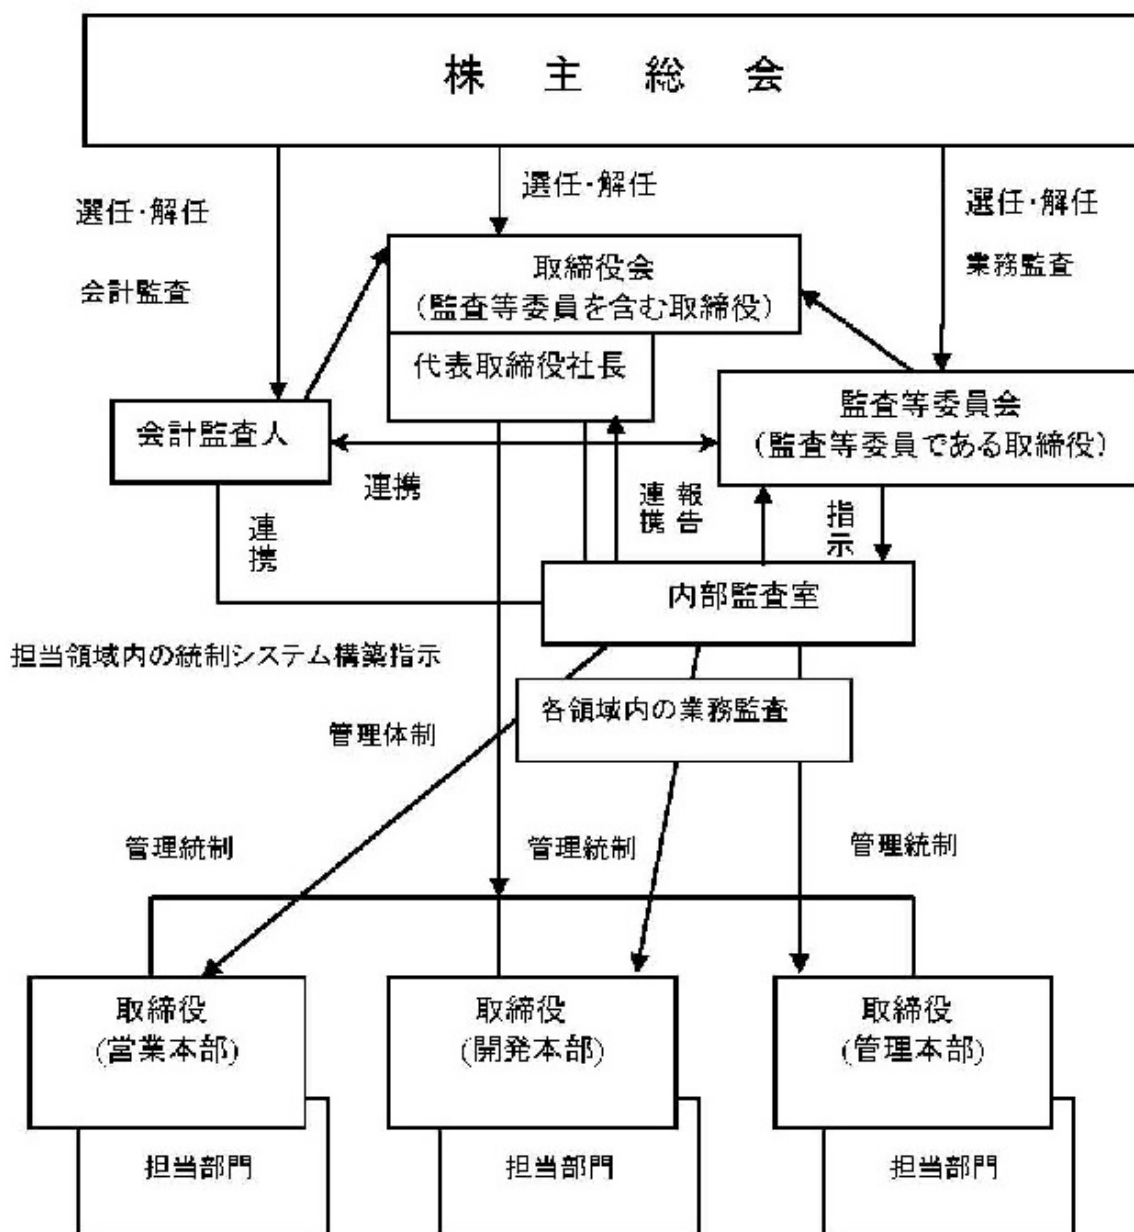 株 主 総 会
選任・解任
選任・解任
選任・解任
会計監査
業務監査
取締役会
（監査等委員を含む取締役）
代表取締役社長
会計監査人
監査等委員会
（監査等委員である取締役）
連携
連携
連携
報告
指示
内部監査室
担当領域内の統制システム構築指示
各領域内の業務監査
管理体制
管理統制
管理統制
管理統制
取締役
(営業本部)
取締役
(開発本部)
取締役
(管理本部)
担当部門
担当部門
担当部門